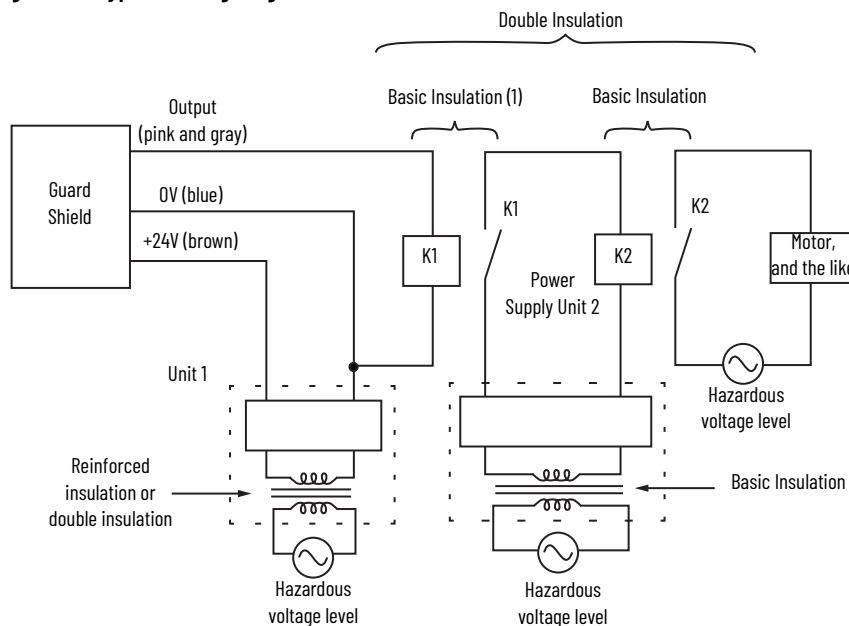 Double Insulation
Basic Insulation (1)
Basic Insulation
Output
(pink and gray)
Guard
Shield
0V (blue)
+24V (brown)
K1
K1
K2
K2
Motor,
and the like
Power
Supply Unit 2
Unit 1
Hazardous
voltage level
Reinforced
insulation or
double insulation
Basic Insulation
Hazardous
voltage level
Hazardous
voltage level